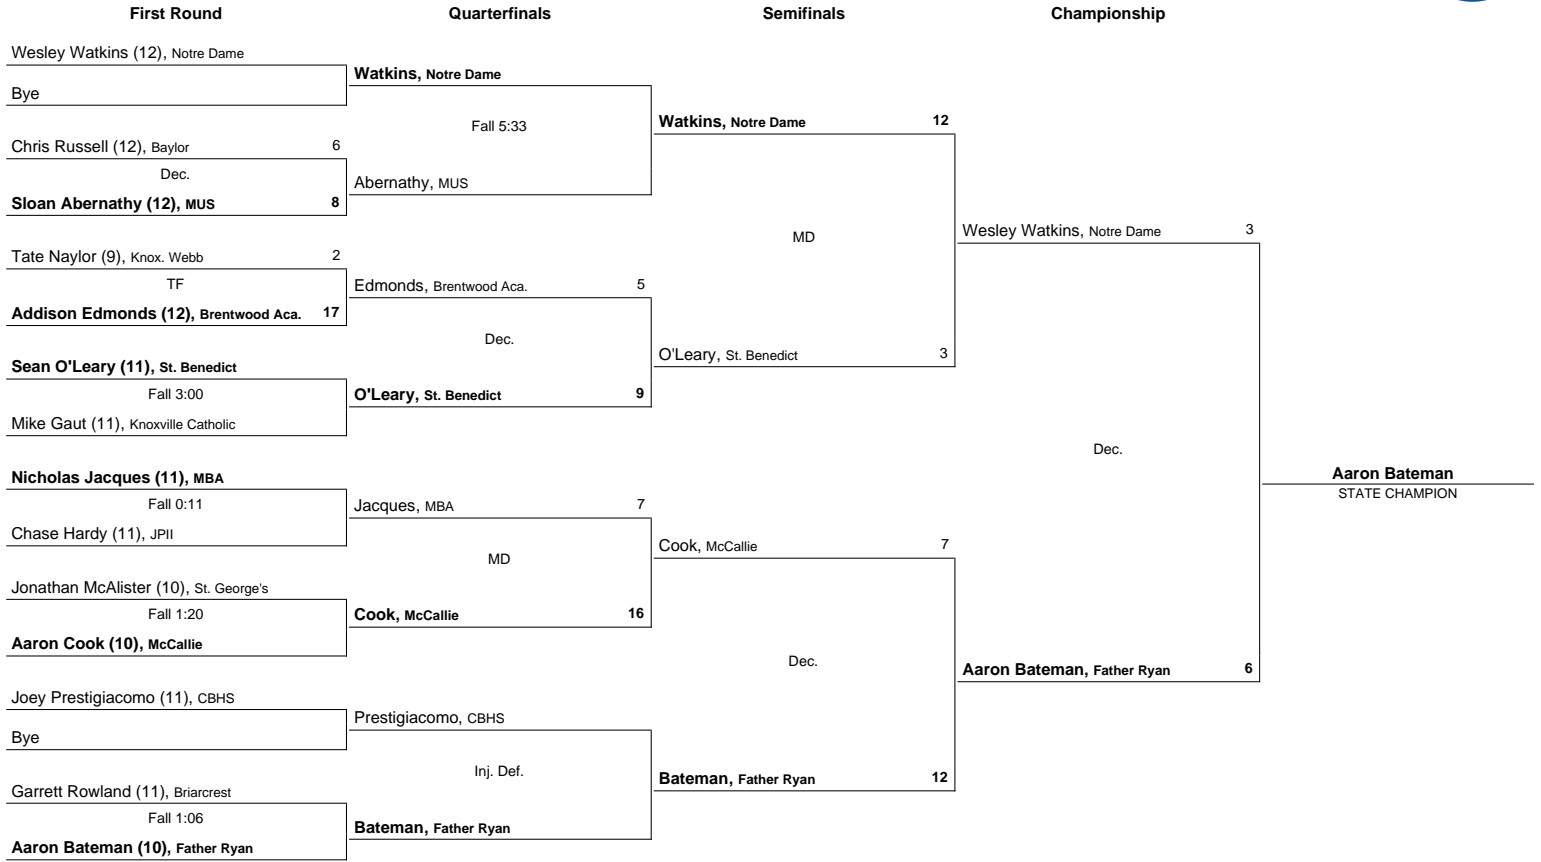 First Round Quarterfinals Semifinals Championship
Wesley Watkins (12), Notre Dame
Watkins, Notre Dame
Bye
Fall 5:33
Watkins, Notre Dame 12
Chris Russell (12), Baylor 6
Dec.
Abernathy, MUS
Sloan Abernathy (12), MUS 8
MD
Wesley Watkins, Notre Dame 3
Tate Naylor (9), Knox. Webb 2
TF
Edmonds, Brentwood Aca. 5
Addison Edmonds (12), Brentwood Aca. 17
Dec.
O'Leary, St. Benedict 3
Sean O'Leary (11), St. Benedict
Fall 3:00
O'Leary, St. Benedict 9
Mike Gaut (11), Knoxville Catholic
Dec.
Aaron Bateman
STATE CHAMPION
Nicholas Jacques (11), MBA
Fall 0:11
Jacques, MBA 7
Chase Hardy (11), JPII
Cook, McCallie 7
MD
Jonathan McAlister (10), St. George's
Fall 1:20
Cook, McCallie 16
Aaron Cook (10), McCallie
Dec.
Aaron Bateman, Father Ryan 6
Joey Prestigiacomo (11), CBHS
Prestigiacomo, CBHS
Bye
Inj. Def.
Bateman, Father Ryan 12
Garrett Rowland (11), Briarcrest
Fall 1:06
Bateman, Father Ryan
Aaron Bateman (10), Father Ryan